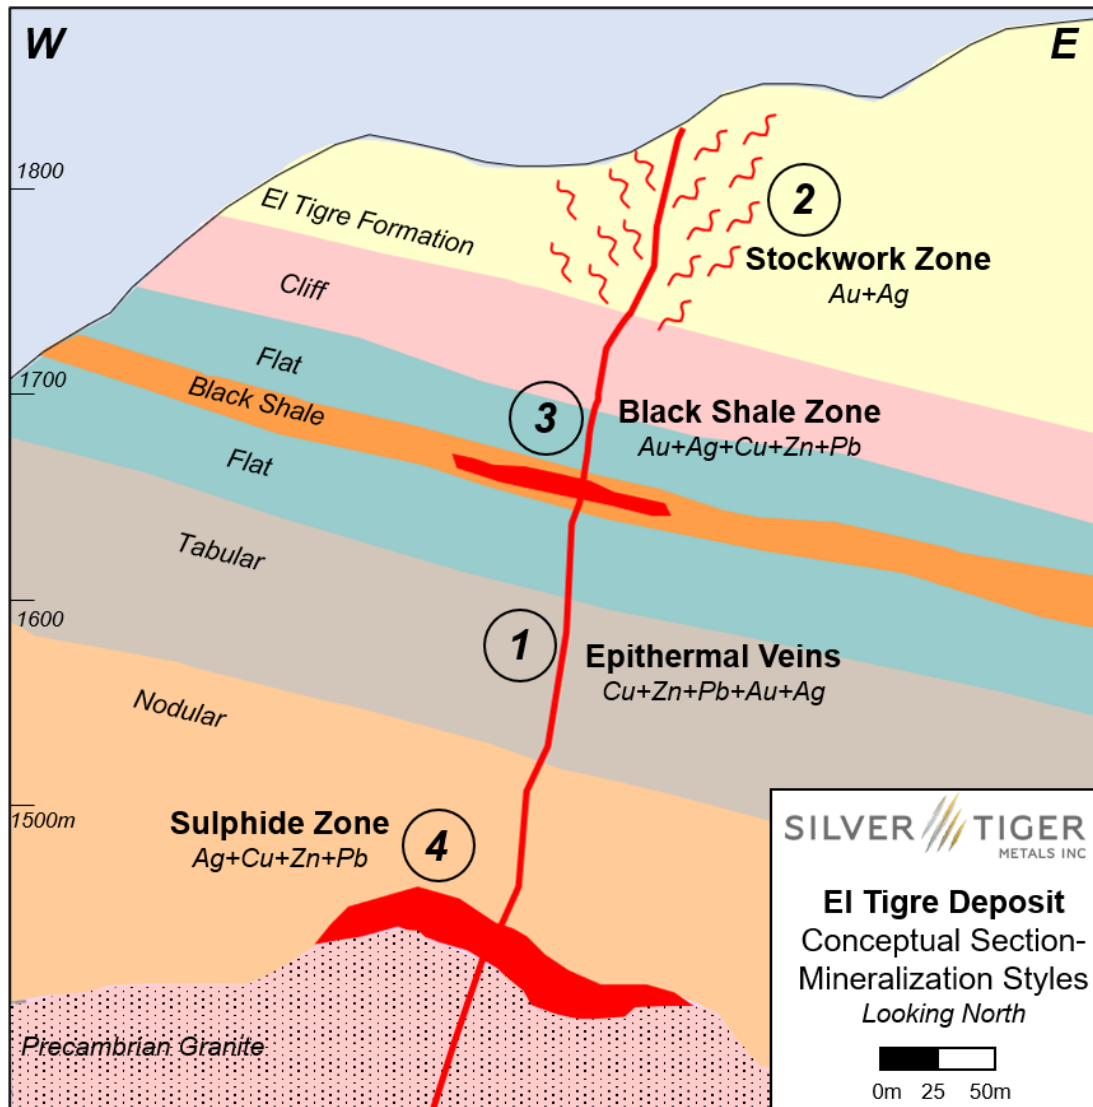 W
E
1800
El Tigre Formation
2
Stockwork Zone
Au+Ag
Cliff
Flat
1700
Black Shale
3
Black Shale Zone
Au+Ag+Cu+Zn+Pb
Flat
Tabular
1600
1
Epithermal Veins
Cu+Zn+Pb+Au+Ag
Nodular
1500m
Sulphide Zone
Ag+Cu+Zn+Pb
4
Precambrian Granite
SILVER TIGER
METALS INC
El Tigre Deposit
Conceptual Section-
Mineralization Styles
Looking North
0m 25 50m